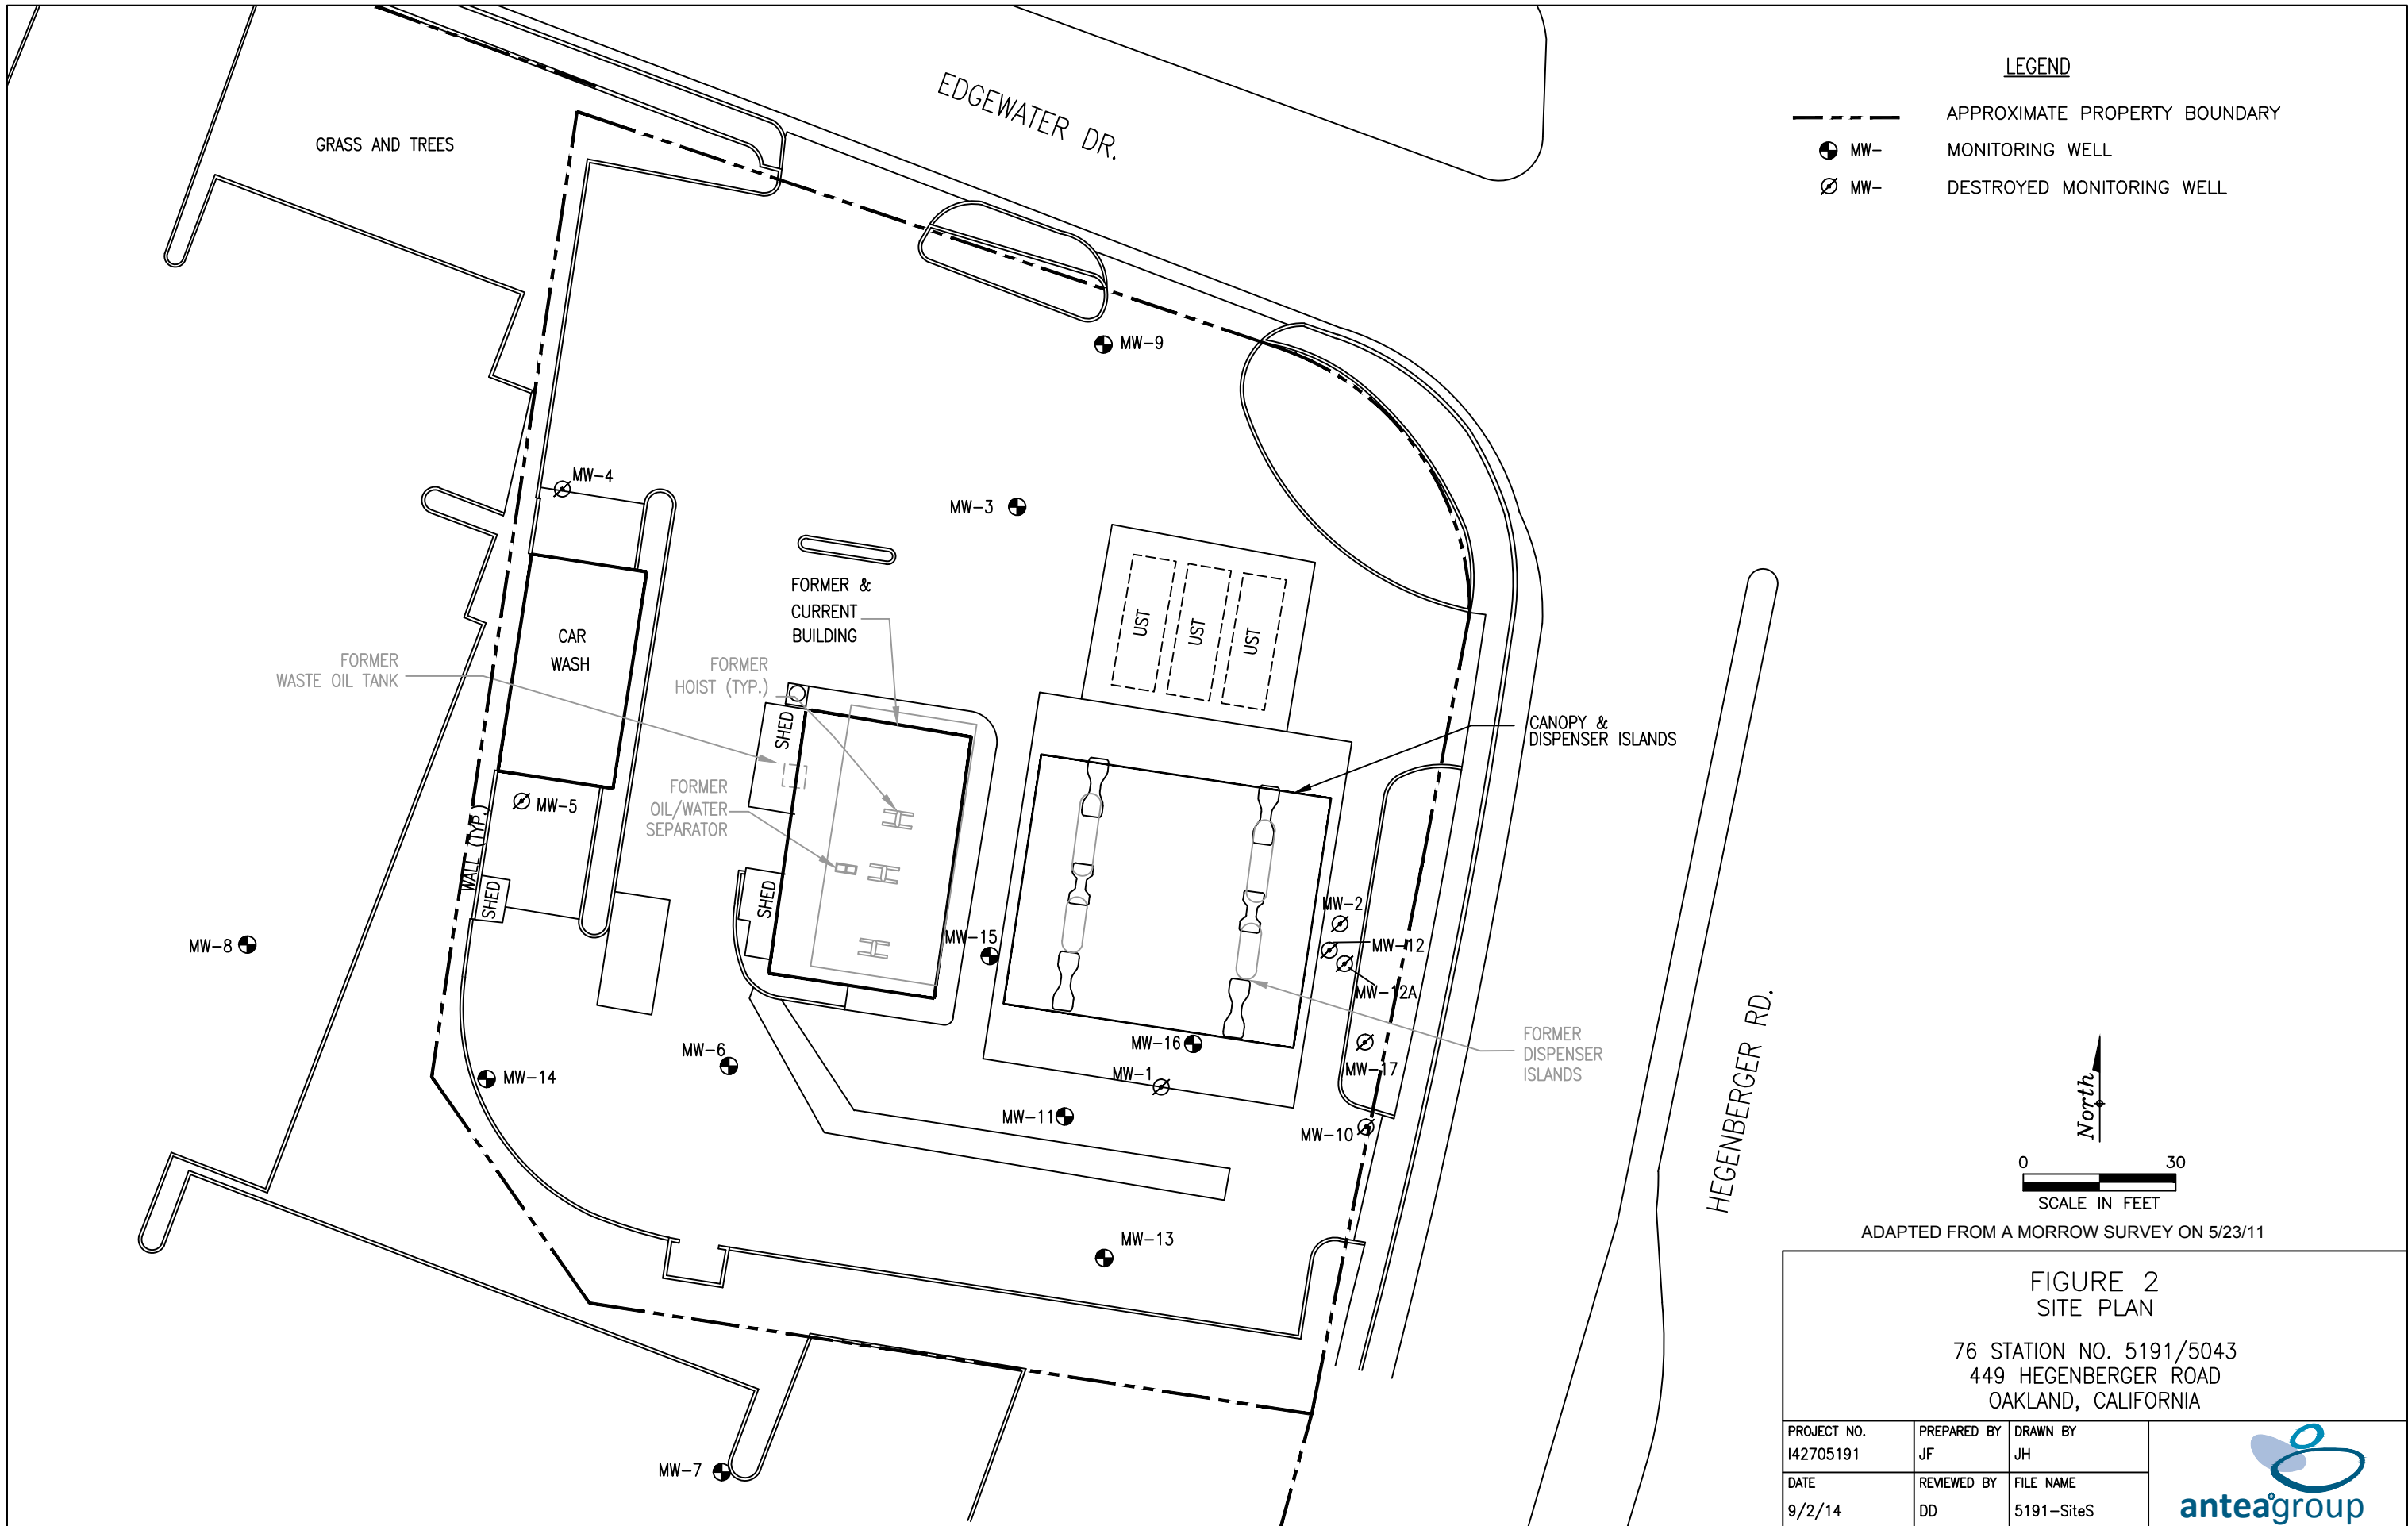 LEGEND
APPROXIMATE PROPERTY BOUNDARY
MW- MONITORING WELL
MW- DESTROYED MONITORING WELL
EDGEWATER DR.
GRASS AND TREES
MW-9
MW-4
MW-3
FORMER &
CURRENT
BUILDING
UST
UST
UST
CAR
WASH
FORMER
WASTE OIL TANK
FORMER
HOIST (TYP.)
SHED
CANOPY &
DISPENSER ISLANDS
FORMER
OIL/WATER
SEPARATOR
MW-5
WALL (TYP.)
SHED
SHED
MW-8
MW-15
MW-2
MW-12
MW-12A
MW-6
MW-14
MW-16
MW-1
MW-17
MW-11
MW-10
FORMER
DISPENSER
ISLANDS
HEGENBERGER RD.
MW-13
MW-7
North
0 30
SCALE IN FEET
ADAPTED FROM A MORROW SURVEY ON 5/23/11
FIGURE 2
SITE PLAN
76 STATION NO. 5191/5043
449 HEGENBERGER ROAD
OAKLAND, CALIFORNIA
PROJECT NO. PREPARED BY DRAWN BY
I42705191 JF JH
DATE REVIEWED BY FILE NAME
9/2/14 DD 5191-SiteS
anteagroup